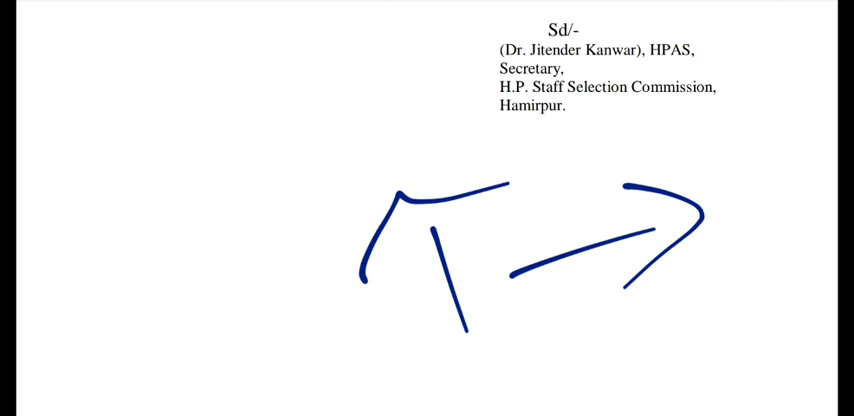 Sd/-
(Dr. Jitender Kanwar), HPAS,
Secretary,
H.P. Staff Selection Commission,
Hamirpur.